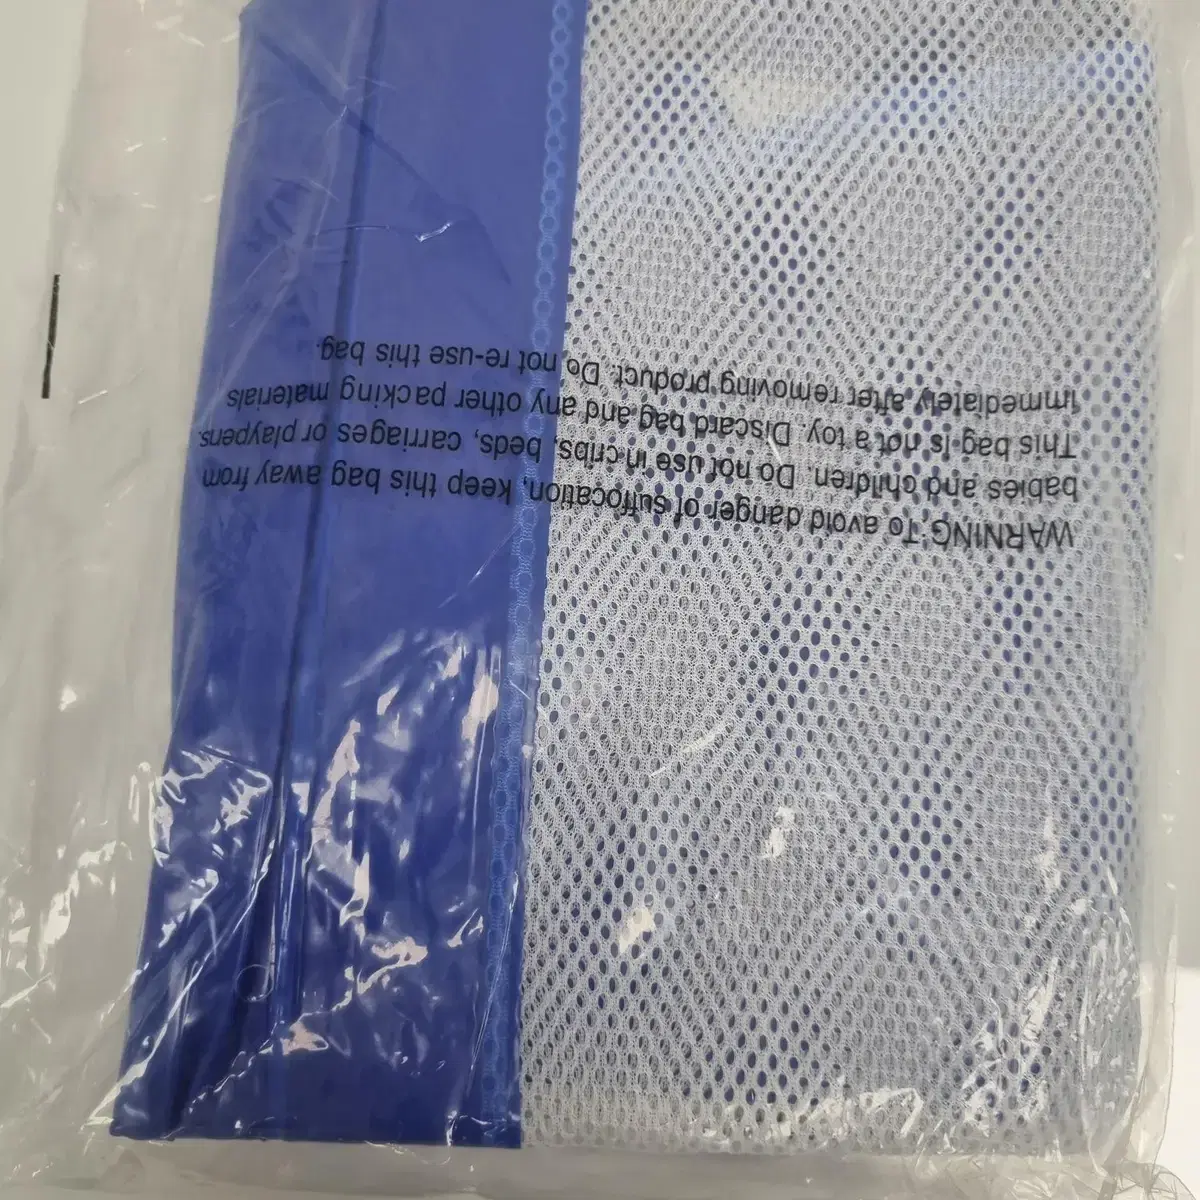 WARNING: To avoid danger of suffocation, keep this bag away from
babies and children. Do not use in cribs, beds, carriages or playpens.
This bag is not a toy. Discard bag and any other packing materials
immediately after removing product. Do not re-use this bag.